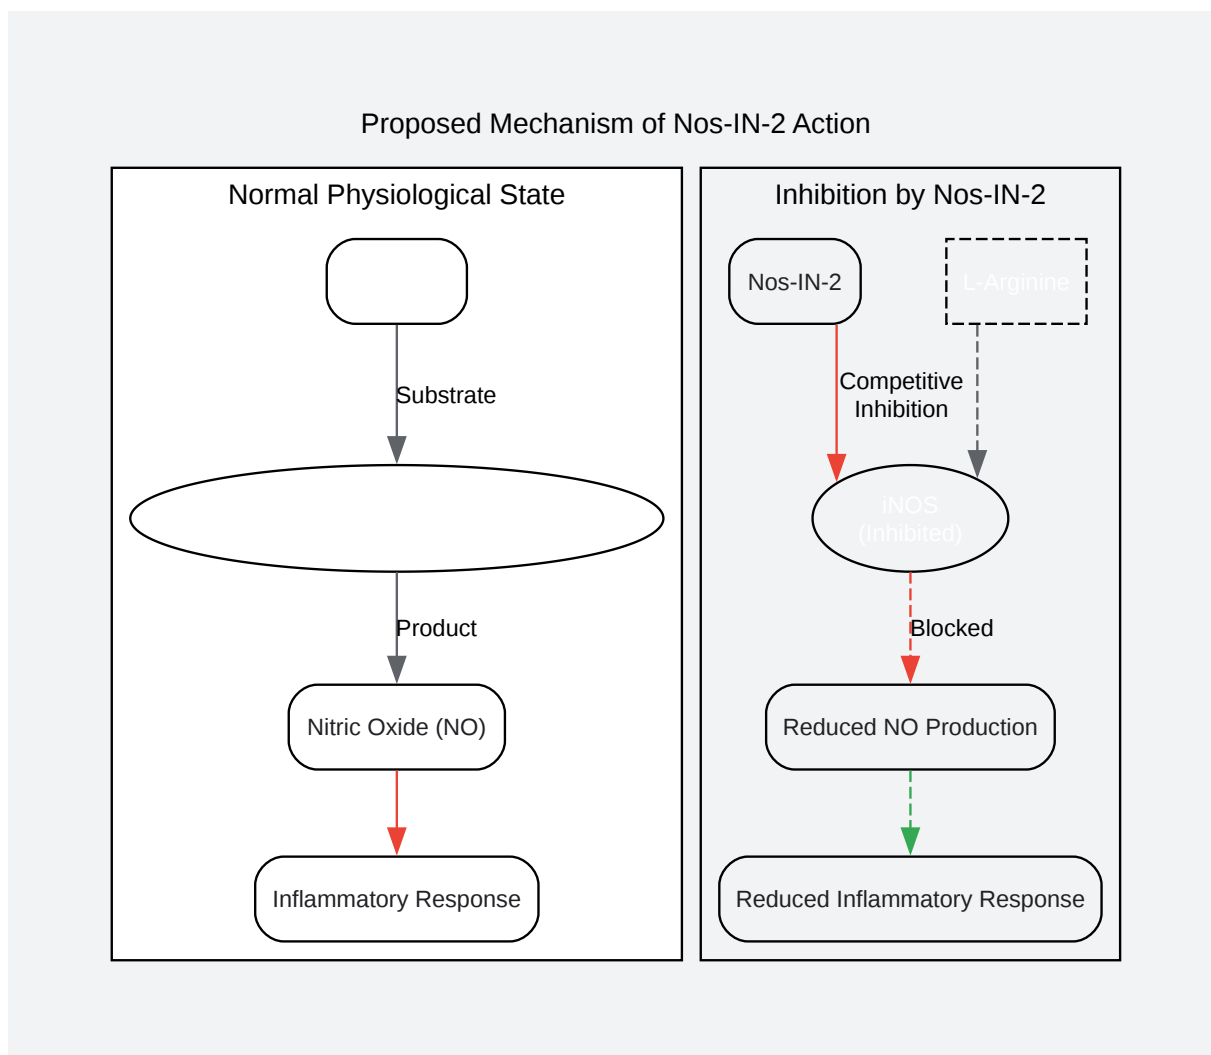 Proposed Mechanism of Nos-IN-2 Action
Normal Physiological State
Substrate
Product
Nitric Oxide (NO)
Inflammatory Response
Inhibition by Nos-IN-2
Nos-IN-2
L-Arginine
Competitive
Inhibition
iNOS
(Inhibited)
Blocked
Reduced NO Production
Reduced Inflammatory Response